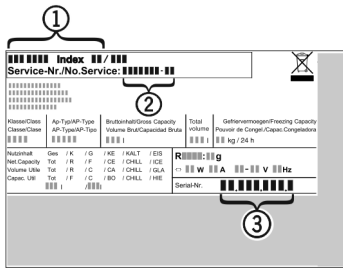 1
Index /
Service-Nr./No.Service: -
2
Klasse/Class Ap-Typ/AP-Type Bruttoinhalt/Gross Capacity Total Gefriervermoegen/Freezing Capacity
Classe/Clase AP-Type/AP-Tipo Volume Brut/Capacidad Bruta volume Pouvoir de Congel./Capac.Congeladora
l l kg / 24 h
Nutzinhalt Ges / K / G / KE / KALT / EIS R : g
Net.Capacity Tot / R / F / CE / CHILL / ICE
Volume Utile Tot / F / C / CA / CHILL / GLA W A - V Hz
Capac. Util Tot / F / C / BO / CHILL / HIE
l / l Serial-Nr. . . .
3